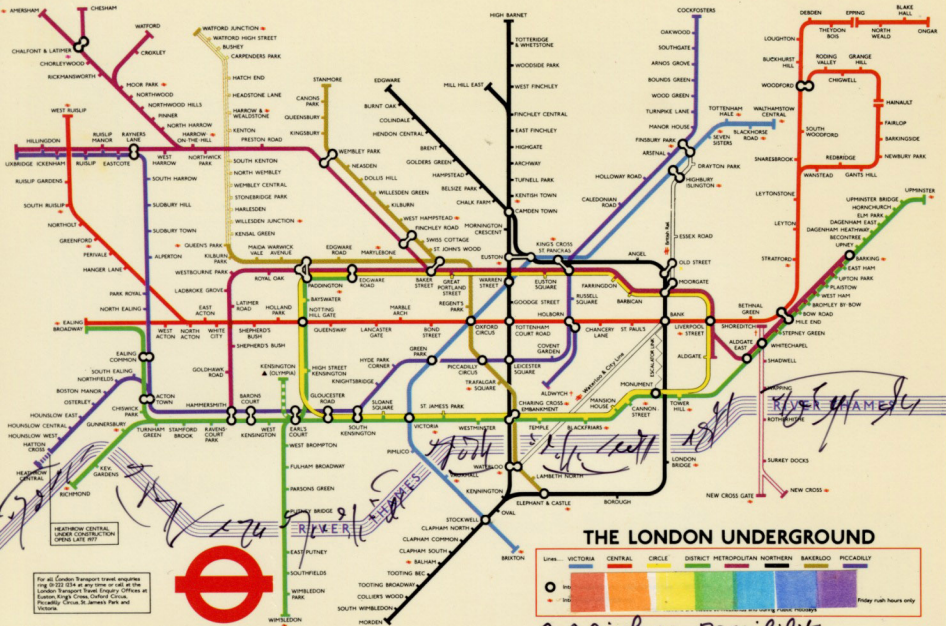 AMERSHAM
CHESHAM
WATFORD
CHALFONT & LATIMER
CROXLEY
CHORLEYWOOD
RICKMANSWORTH
MOOR PARK
NORTHWOOD
NORTHWOOD HILLS
PINNER
NORTH HARROW
HARROW
ON-THE-HILL
WATFORD JUNCTION
WATFORD HIGH STREET
BUSHEY
CARPENDERS PARK
HATCH END
HEADSTONE LANE
HARROW &
WEALDSTONE
KENTON
PRESTON ROAD
SOUTH KENTON
NORTH WEMBLEY
WEMBLEY CENTRAL
STONEBRIDGE PARK
HARLESDEN
WILLESDEN JUNCTION
KENSAL GREEN
QUEEN'S PARK
KILBURN
PARK
MAIDA
VALE
WARWICK
AVENUE
STANMORE
CANONS
PARK
QUEENSBURY
KINGSBURY
WEMBLEY PARK
NEASDEN
DOLLIS HILL
WILLESDEN GREEN
KILBURN
WEST HAMPSTEAD
FINCHLEY ROAD
SWISS COTTAGE
ST. JOHN'S WOOD
EDGWARE
BURNT OAK
COLINDALE
HENDON CENTRAL
BRENT
GOLDERS GREEN
HAMPSTEAD
BELSIZE PARK
CHALK FARM
MORNINGTON
CRESCENT
HIGH BARNET
TOTTERIDGE
& WHETSTONE
WOODSIDE PARK
MILL HILL EAST
WEST FINCHLEY
FINCHLEY CENTRAL
EAST FINCHLEY
HIGHGATE
ARCHWAY
TUFNELL PARK
KENTISH TOWN
CAMDEN TOWN
COCKFOSTERS
OAKWOOD
SOUTHGATE
ARNOS GROVE
BOUNDS GREEN
WOOD GREEN
TURNPIKE LANE
MANOR HOUSE
FINSBURY PARK
ARSENAL
HOLLOWAY ROAD
CALEDONIAN
ROAD
TOTTENHAM
HALE
WALTHAMSTOW
CENTRAL
SEVEN
SISTERS
BLACKHORSE
ROAD
DRAYTON PARK
HIGHBURY
ISLINGTON
British Rail
ESSEX ROAD
OLD STREET
MOORGATE
DEBDEN
EPPING
BLAKE
HALL
THEYDON
BOIS
NORTH
WEALD
ONGAR
LOUGHTON
BUCKHURST
HILL
RODING
VALLEY
GRANGE
HILL
WOODFORD
CHIGWELL
HAINAULT
FAIRLOP
BARKINGSIDE
NEWBURY PARK
SOUTH
WOODFORD
SNARESBROOK
REDBRIDGE
WANSTEAD
GANTS HILL
LEYTONSTONE
LEYTON
STRATFORD
UPMINSTER
UPMINSTER BRIDGE
HORNCHURCH
ELM PARK
DAGENHAM EAST
DAGENHAM HEATHWAY
BECONTREE
UPNEY
BARKING
EAST HAM
UPTON PARK
PLAISTOW
WEST HAM
BROMLEY BY BOW
BOW ROAD
MILE END
STEPNEY GREEN
WHITECHAPEL
BETHNAL
GREEN
SHOREDITCH
ALDGATE
EAST
SHADWELL
WAPPING
ROTHERHITHE
SURREY DOCKS
NEW CROSS GATE
NEW CROSS
WEST RUISLIP
HILLINGDON
RUISLIP
MANOR
RAYNERS
LANE
UXBRIDGE
ICKENHAM
RUISLIP
EASTCOTE
WEST
HARROW
NORTHWICK
PARK
RUISLIP GARDENS
SOUTH RUISLIP
NORTHOLT
GREENFORD
PERIVALE
HANGER LANE
SOUTH HARROW
SUDBURY HILL
SUDBURY TOWN
ALPERTON
PARK ROYAL
NORTH EALING
EALING
BROADWAY
WEST
ACTON
NORTH
ACTON
EAST
ACTON
WHITE
CITY
SHEPHERD'S
BUSH
WESTBOURNE PARK
LADBROKE GROVE
LATIMER
ROAD
SHEPHERD'S BUSH
GOLDHAWK
ROAD
HAMMERSMITH
ROYAL OAK
PADDINGTON
EDGWARE
ROAD
EDGWARE
ROAD
MARYLEBONE
BAKER
STREET
GREAT
PORTLAND
STREET
REGENT'S
PARK
WARREN
STREET
EUSTON
EUSTON
SQUARE
KING'S CROSS
ST. PANCRAS
ANGEL
FARRINGDON
BARBICAN
RUSSELL
SQUARE
GOODGE STREET
HOLBORN
BAYSWATER
NOTTING
HILL GATE
HOLLAND
PARK
QUEENSWAY
LANCASTER
GATE
MARBLE
ARCH
BOND
STREET
OXFORD
CIRCUS
TOTTENHAM
COURT ROAD
CHANCERY
LANE
ST. PAULS
BANK
LIVERPOOL
STREET
ALDGATE
COVENT
GARDEN
LEICESTER
SQUARE
PICCADILLY
CIRCUS
GREEN
PARK
HYDE PARK
CORNER
KNIGHTSBRIDGE
TRAFALGAR
SQUARE
ALDWYCH
Waterloo & City Line
ESCALATOR LINK
MONUMENT
MANSION
HOUSE
CANNON
STREET
TOWER
HILL
CHARING CROSS
EMBANKMENT
TEMPLE
BLACKFRIARS
WESTMINSTER
ST. JAMES'S PARK
VICTORIA
SLOANE
SQUARE
SOUTH
KENSINGTON
GLOUCESTER
ROAD
HIGH STREET
KENSINGTON
KENSINGTON
(OLYMPIA)
EARL'S
COURT
WEST
KENSINGTON
BARONS
COURT
RAVENS-
COURT
PARK
STAMFORD
BROOK
TURNHAM
GREEN
CHISWICK
PARK
GUNNERSBURY
KEW
GARDENS
RICHMOND
EALING
COMMON
ACTON
TOWN
SOUTH EALING
NORTHFIELDS
BOSTON MANOR
OSTERLEY
HOUNSLOW EAST
HOUNSLOW CENTRAL
HOUNSLOW WEST
HATTON
CROSS
HEATHROW
CENTRAL
WEST BROMPTON
FULHAM BROADWAY
PARSONS GREEN
PUTNEY BRIDGE
EAST PUTNEY
SOUTHFIELDS
WIMBLEDON
PARK
WIMBLEDON
PIMLICO
VAUXHALL
STOCKWELL
BRIXTON
WATERLOO
LAMBETH NORTH
KENNINGTON
ELEPHANT & CASTLE
BOROUGH
LONDON
BRIDGE
OVAL
CLAPHAM NORTH
CLAPHAM COMMON
CLAPHAM SOUTH
BALHAM
TOOTING BEC
TOOTING BROADWAY
COLLIERS WOOD
SOUTH WIMBLEDON
MORDEN
RIVER THAMES
RIVER THAMES
HEATHROW CENTRAL
UNDER CONSTRUCTION
OPENS LATE 1977
For all London Transport travel enquiries
ring 01-222 1234 at any time or call at the
London Transport Travel Enquiry Offices at
Euston, King's Cross, Oxford Circus,
Piccadilly Circus, St. James's Park and
Victoria.
THE LONDON UNDERGROUND
Lines... VICTORIA CENTRAL CIRCLE DISTRICT METROPOLITAN NORTHERN BAKERLOO PICCADILLY
Friday rush hours only